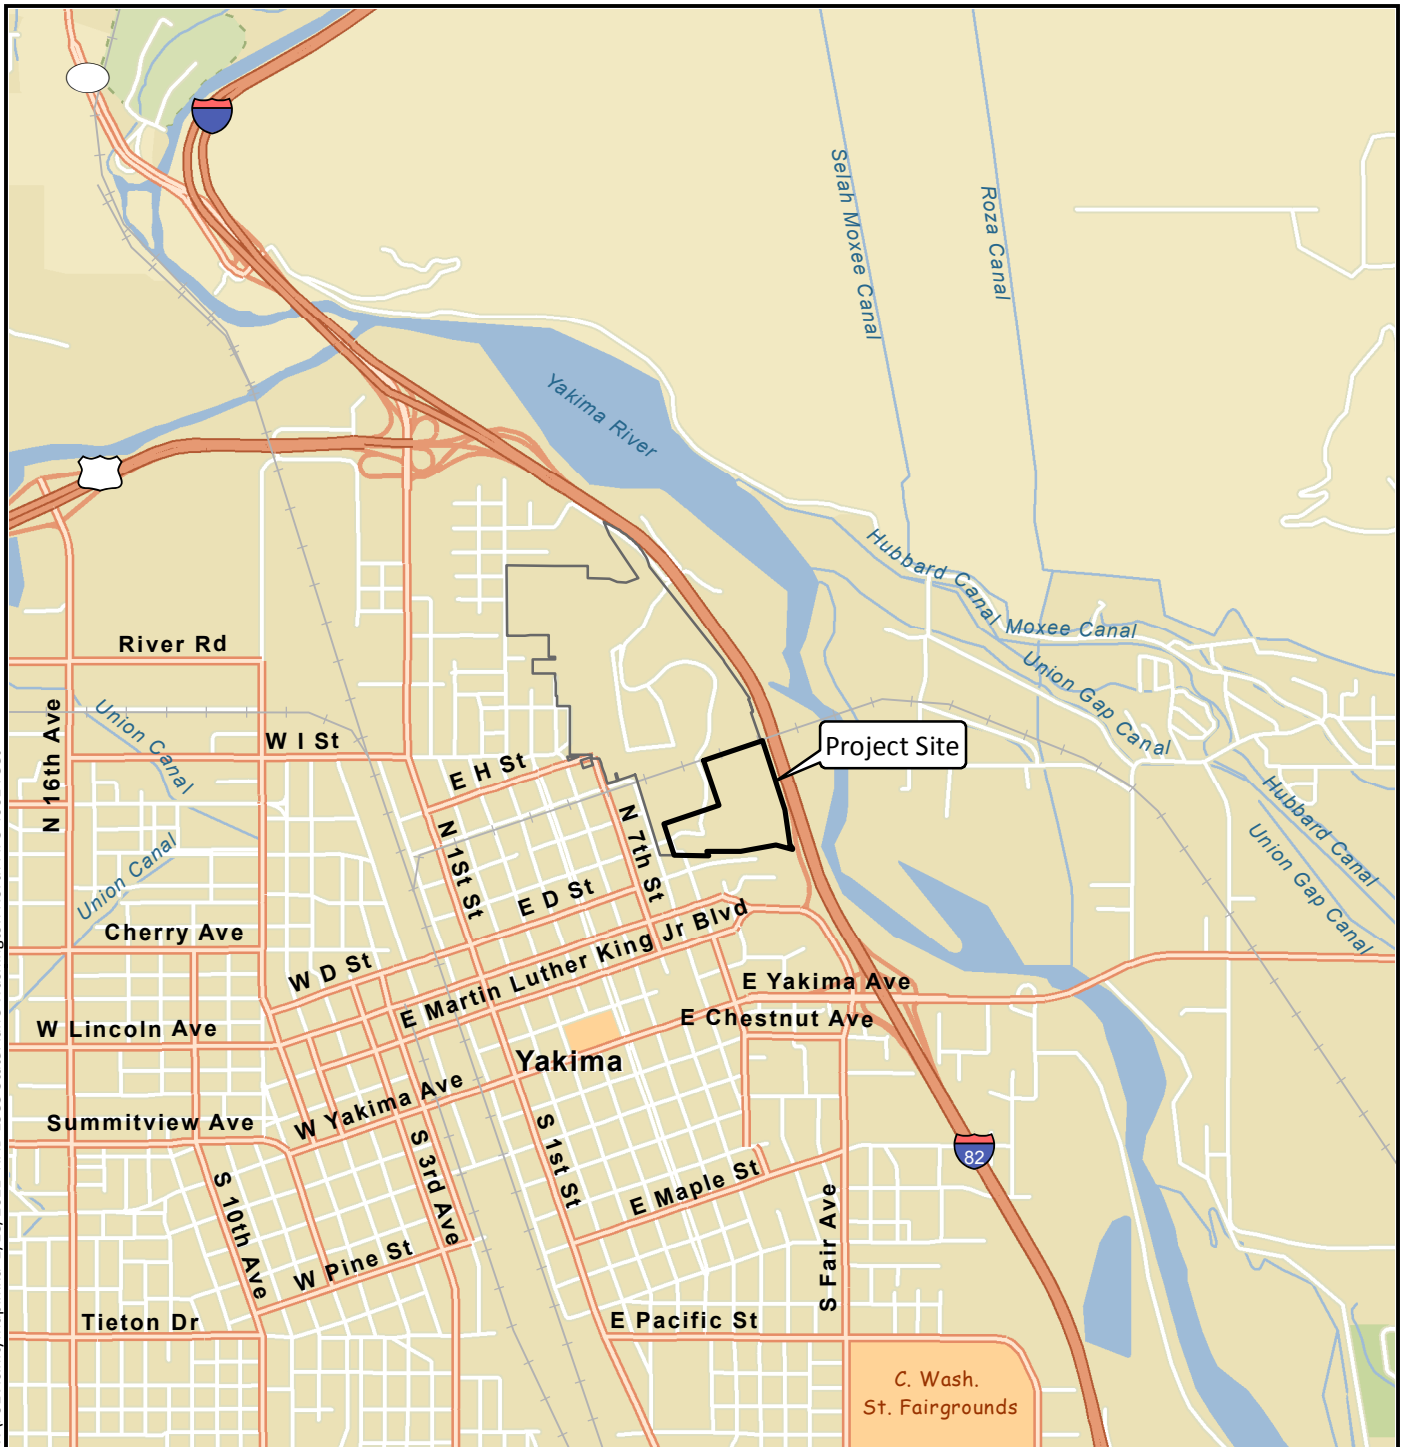 Selah Moxee Canal
Roza Canal
Yakima River
Hubbard Canal
Moxee Canal
Union Gap Canal
River Rd
N 16th Ave
Union Canal
W I St
Project Site
E H St
N 7th St
N 1St St
Union Canal
Hubbard Canal
Union Gap Canal
E D St
Cherry Ave
E Martin Luther King Jr Blvd
W D St
E Yakima Ave
W Lincoln Ave
E Chestnut Ave
Yakima
W Yakima Ave
Summitview Ave
S 1st St
S 3rd Ave
82
S 10th Ave
E Maple St
S Fair Ave
W Pine St
Tieton Dr
E Pacific St
C. Wash.
St. Fairgrounds